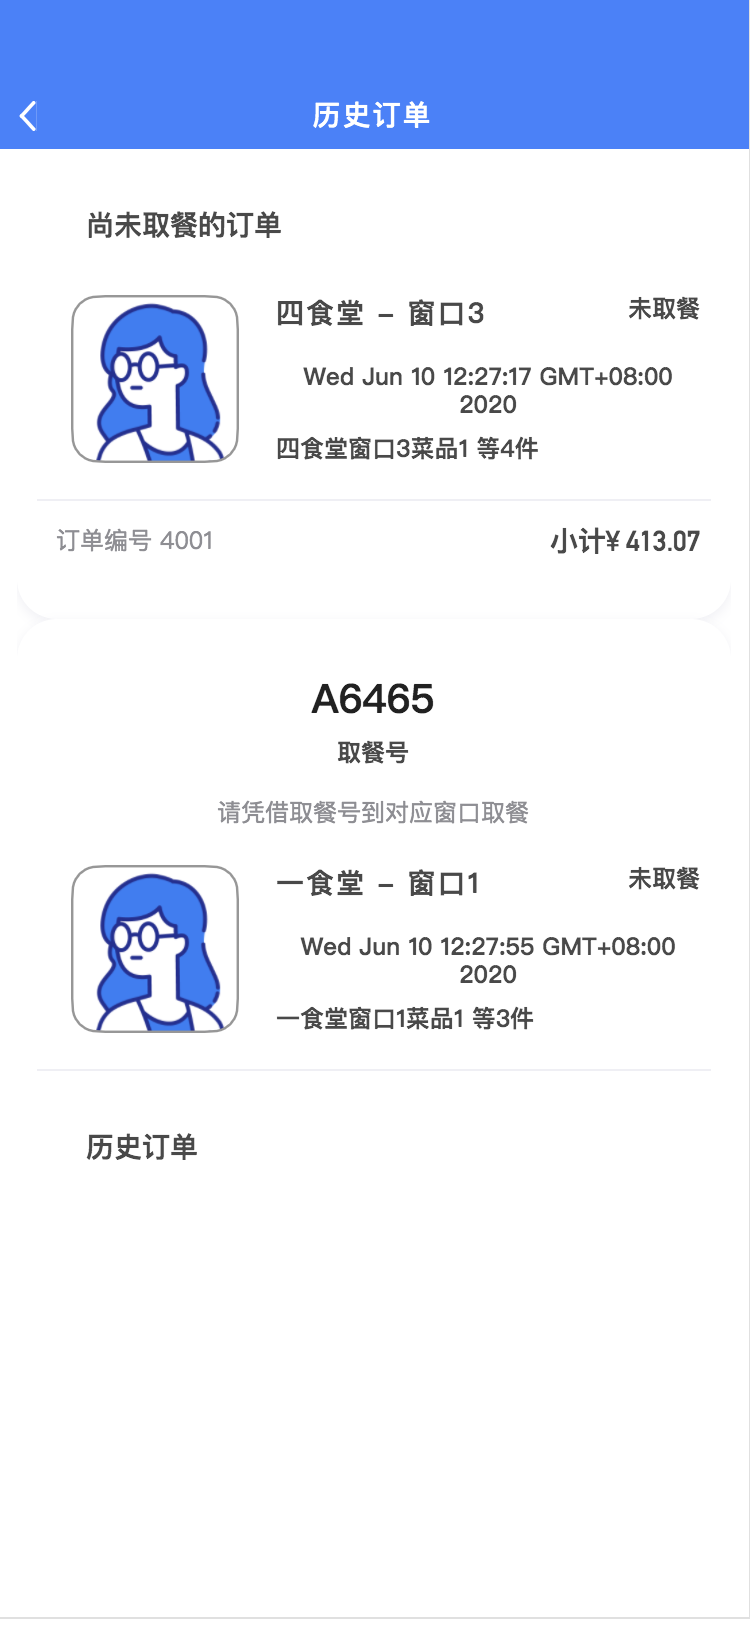 历史订单
尚未取餐的订单
四食堂 – 窗口3
未取餐
Wed Jun 10 12:27:17 GMT+08:00
2020
四食堂窗口3菜品1 等4件
订单编号 4001
小计¥ 413.07
A6465
取餐号
请凭借取餐号到对应窗口取餐
一食堂 – 窗口1
未取餐
Wed Jun 10 12:27:55 GMT+08:00
2020
一食堂窗口1菜品1 等3件
历史订单